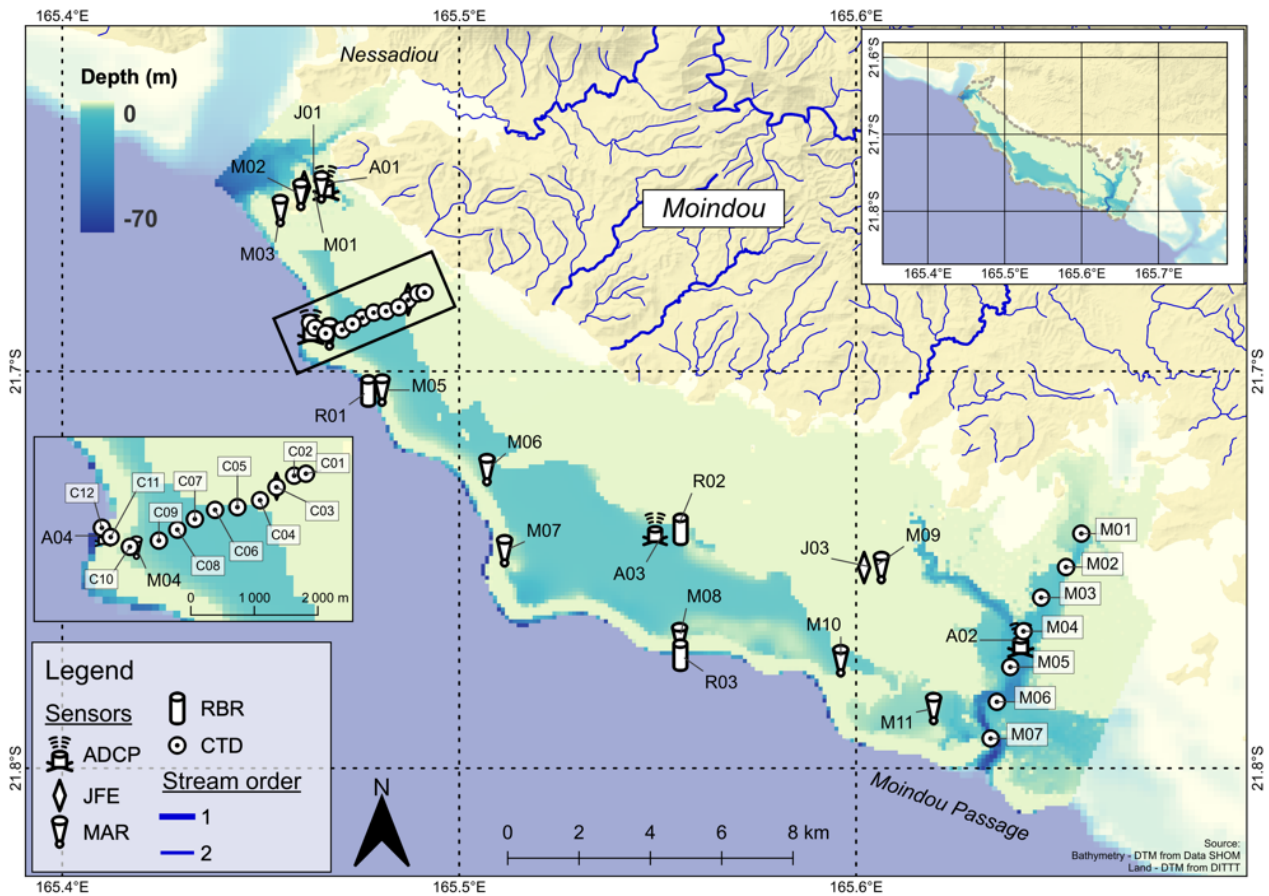 165.4°E
165.5°E
165.6°E
Nessadiou
Depth (m)
0
-70
J01
M02
A01
M03
M01
Moindou
21.6°S
21.7°S
21.8°S
165.4°E
165.5°E
165.6°E
165.7°E
21.7°S
21.7°S
R01
M05
M06
M07
R02
A03
M08
R03
J03
M09
M10
M11
A02
M01
M02
M03
M04
M05
M06
M07
C12
C11
C07
C05
C02
C01
C09
A04
C03
C04
C06
C08
C10
M04
0
1 000
2 000 m
Legend
Sensors
ADCP
JFE
MAR
RBR
CTD
Stream order
1
2
N
0
2
4
6
8 km
Moindou Passage
21.8°S
21.8°S
Source:
Bathymetry - DTM from Data SHOM
Land - DTM from DITTT
165.4°E
165.5°E
165.6°E